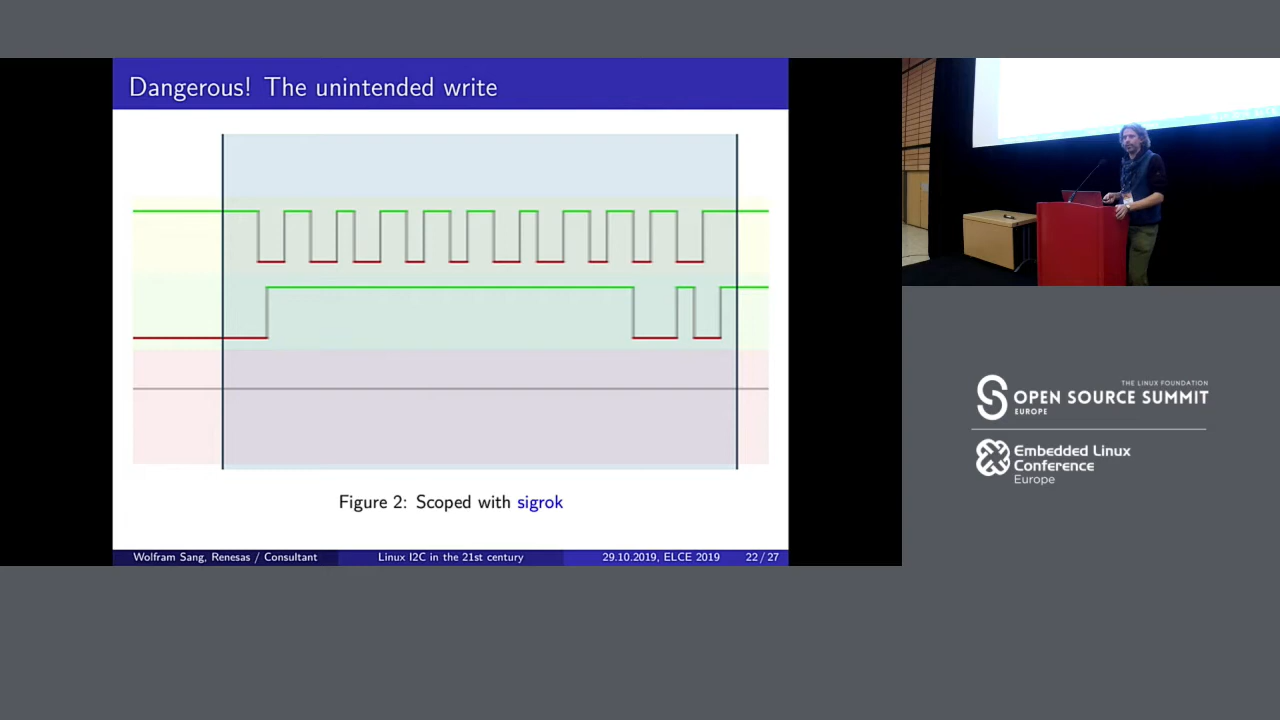 Dangerous! The unintended write
Figure 2: Scoped with sigrok
Wolfram Sang, Renesas / Consultant
Linux I2C in the 21st century
29.10.2019, ELCE 2019
22 / 27
THE LINUX FOUNDATION
OPEN SOURCE SUMMIT
EUROPE
Embedded Linux
Conference
Europe